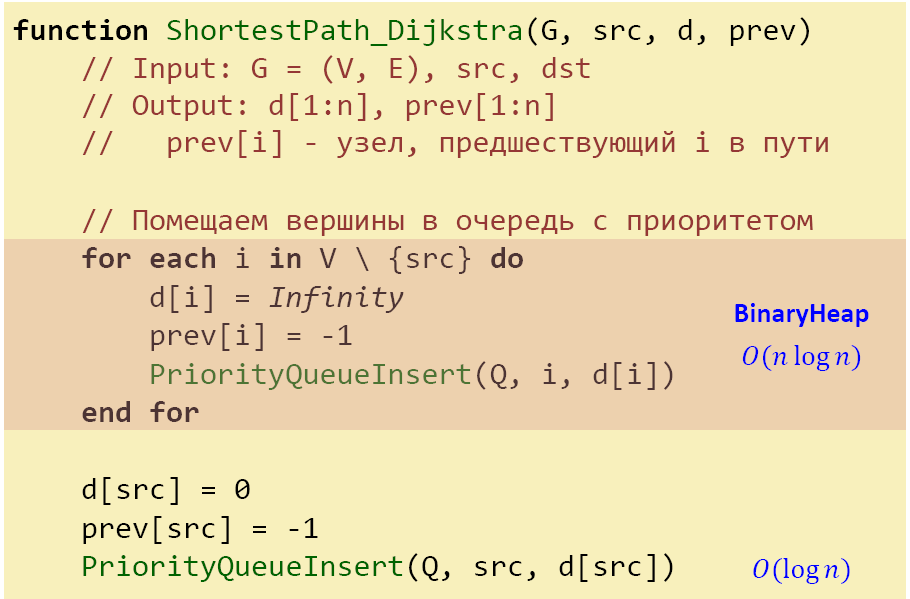 function ShortestPath_Dijkstra(G, src, d, prev)
// Input: G = (V, E), src, dst
// Output: d[1:n], prev[1:n]
//   prev[i] - узел, предшествующий i в пути
// Помещаем вершины в очередь с приоритетом
for each i in V \ {src} do
d[i] = Infinity
prev[i] = -1
BinaryHeap
PriorityQueueInsert(Q, i, d[i])
O(n log n)
end for
d[src] = 0
prev[src] = -1
PriorityQueueInsert(Q, src, d[src])
O(log n)